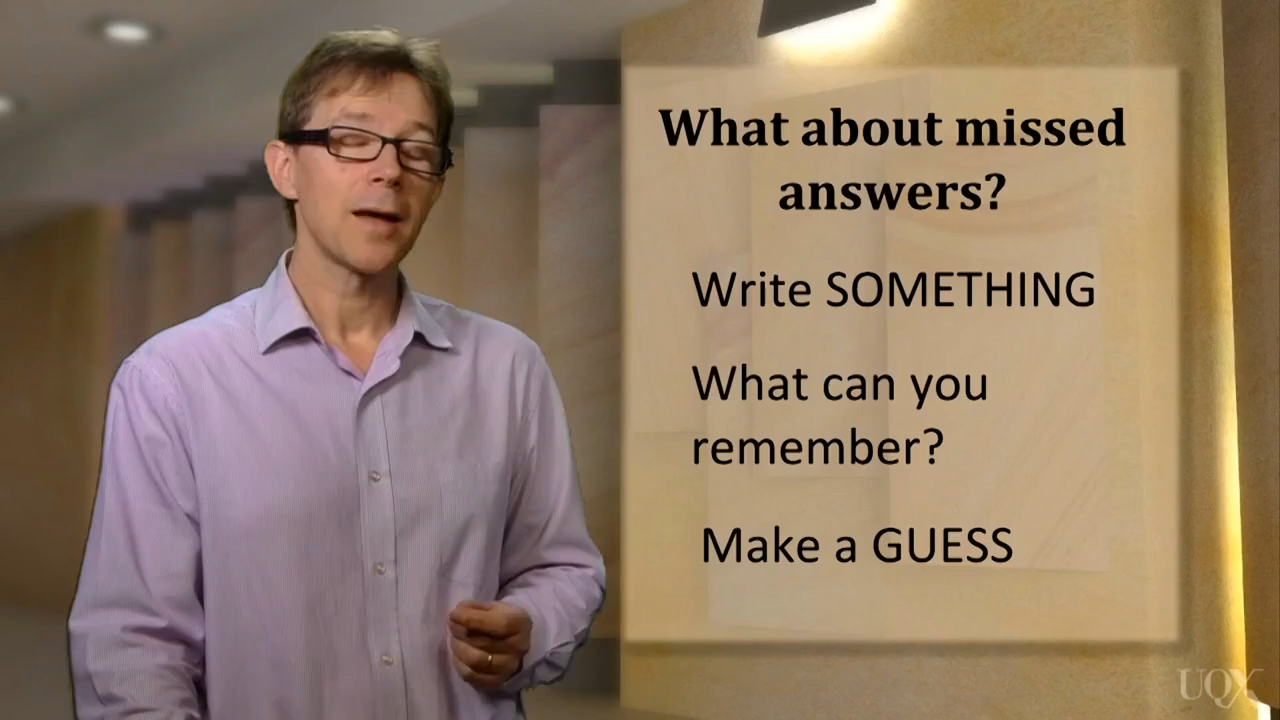 What about missed
answers?
Write SOMETHING
What can you
remember?
Make a GUESS
UQX